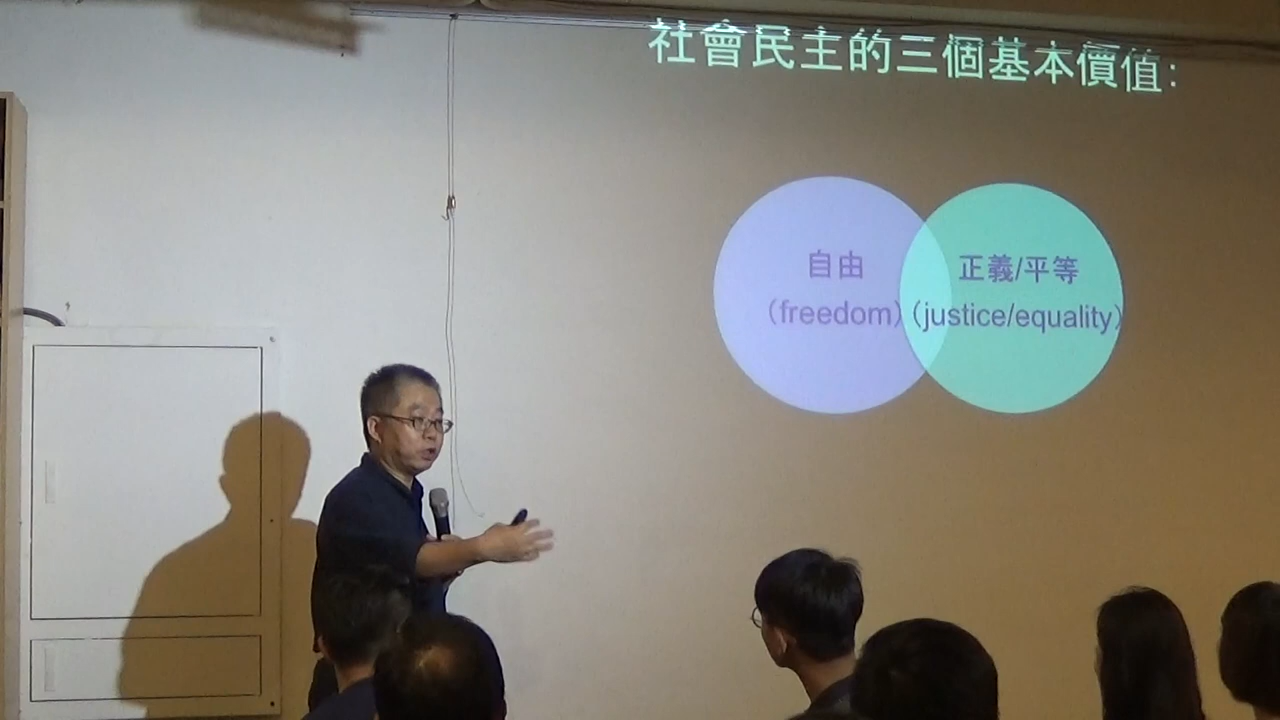 社會民主的三個基本價值:
自由
(freedom)
正義/平等
(justice/equality)